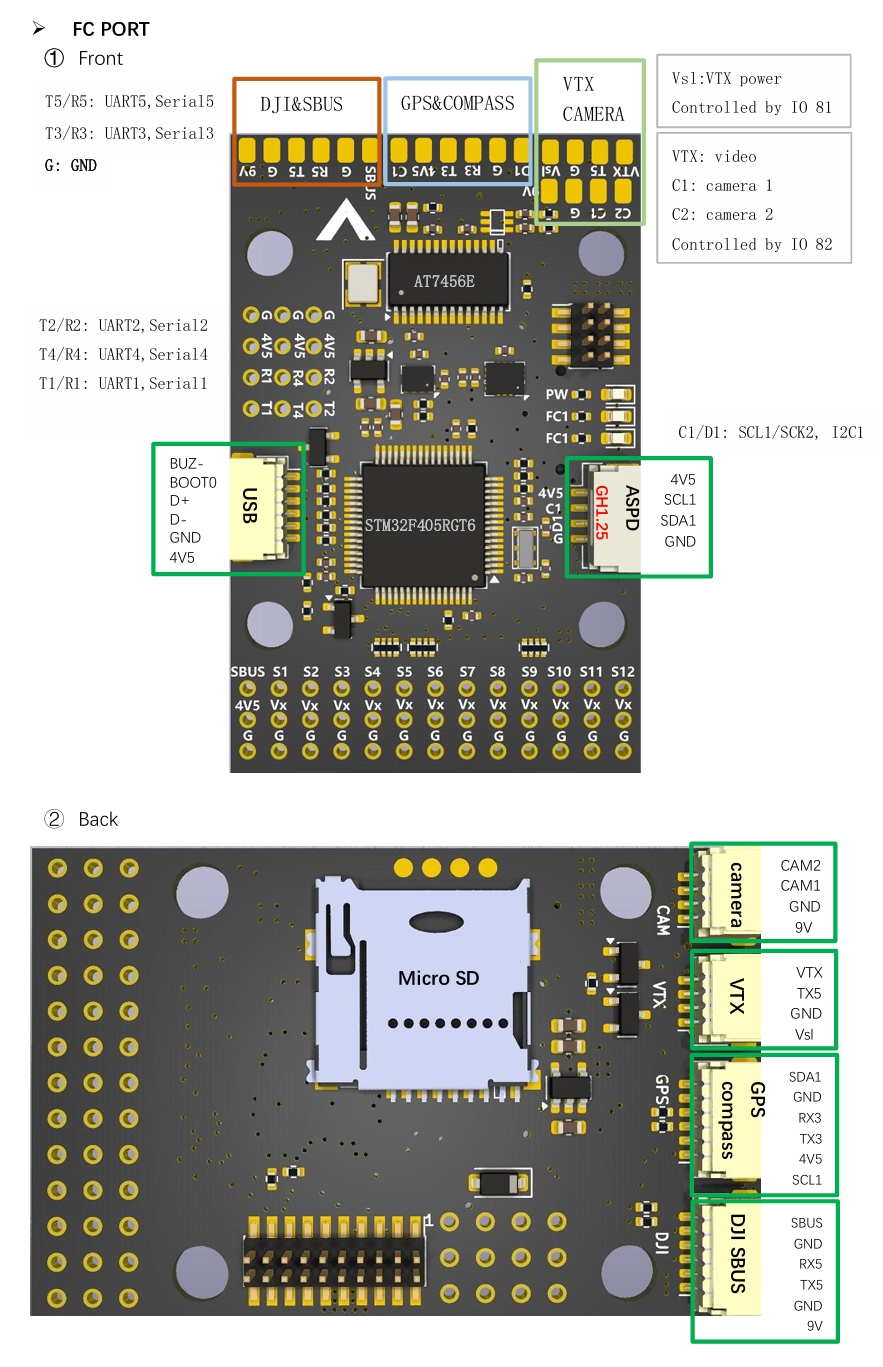 ➢ FC PORT
① Front
T5/R5: UART5,Serial5
T3/R3: UART3,Serial3
G: GND
DJI&SBUS
GPS&COMPASS
VTX
CAMERA
Vsl:VTX power
Controlled by IO 81
VTX: video
C1: camera 1
C2: camera 2
Controlled by IO 82
9V G T5 R5 G SBUS
C1 4V5 T3 R3 G D1
Vsl G T5 VTX
9V G C1 C2
AT7456E
T2/R2: UART2,Serial2
T4/R4: UART4,Serial4
T1/R1: UART1,Serial1
G G G
4V5 4V5 4V5
R1 R4 R2
T1 T4 T2
PW
FC1
FC1
C1/D1: SCL1/SCK2, I2C1
BUZ-
BOOT0
D+
D-
GND
4V5
USB
STM32F405RGT6
4V5
C1
D1
G
GH1.25
ASPD
4V5
SCL1
SDA1
GND
SBUS S1 S2 S3 S4 S5 S6 S7 S8 S9 S10 S11 S12
4V5 Vx Vx Vx Vx Vx Vx Vx Vx Vx Vx Vx Vx
G G G G G G G G G G G G G
② Back
Micro SD
CAM
camera
CAM2
CAM1
GND
9V
VTX
VTX
VTX
TX5
GND
Vsl
GPS
GPS
compass
SDA1
GND
RX3
TX3
4V5
SCL1
1
DJI
DJI SBUS
SBUS
GND
RX5
TX5
GND
9V